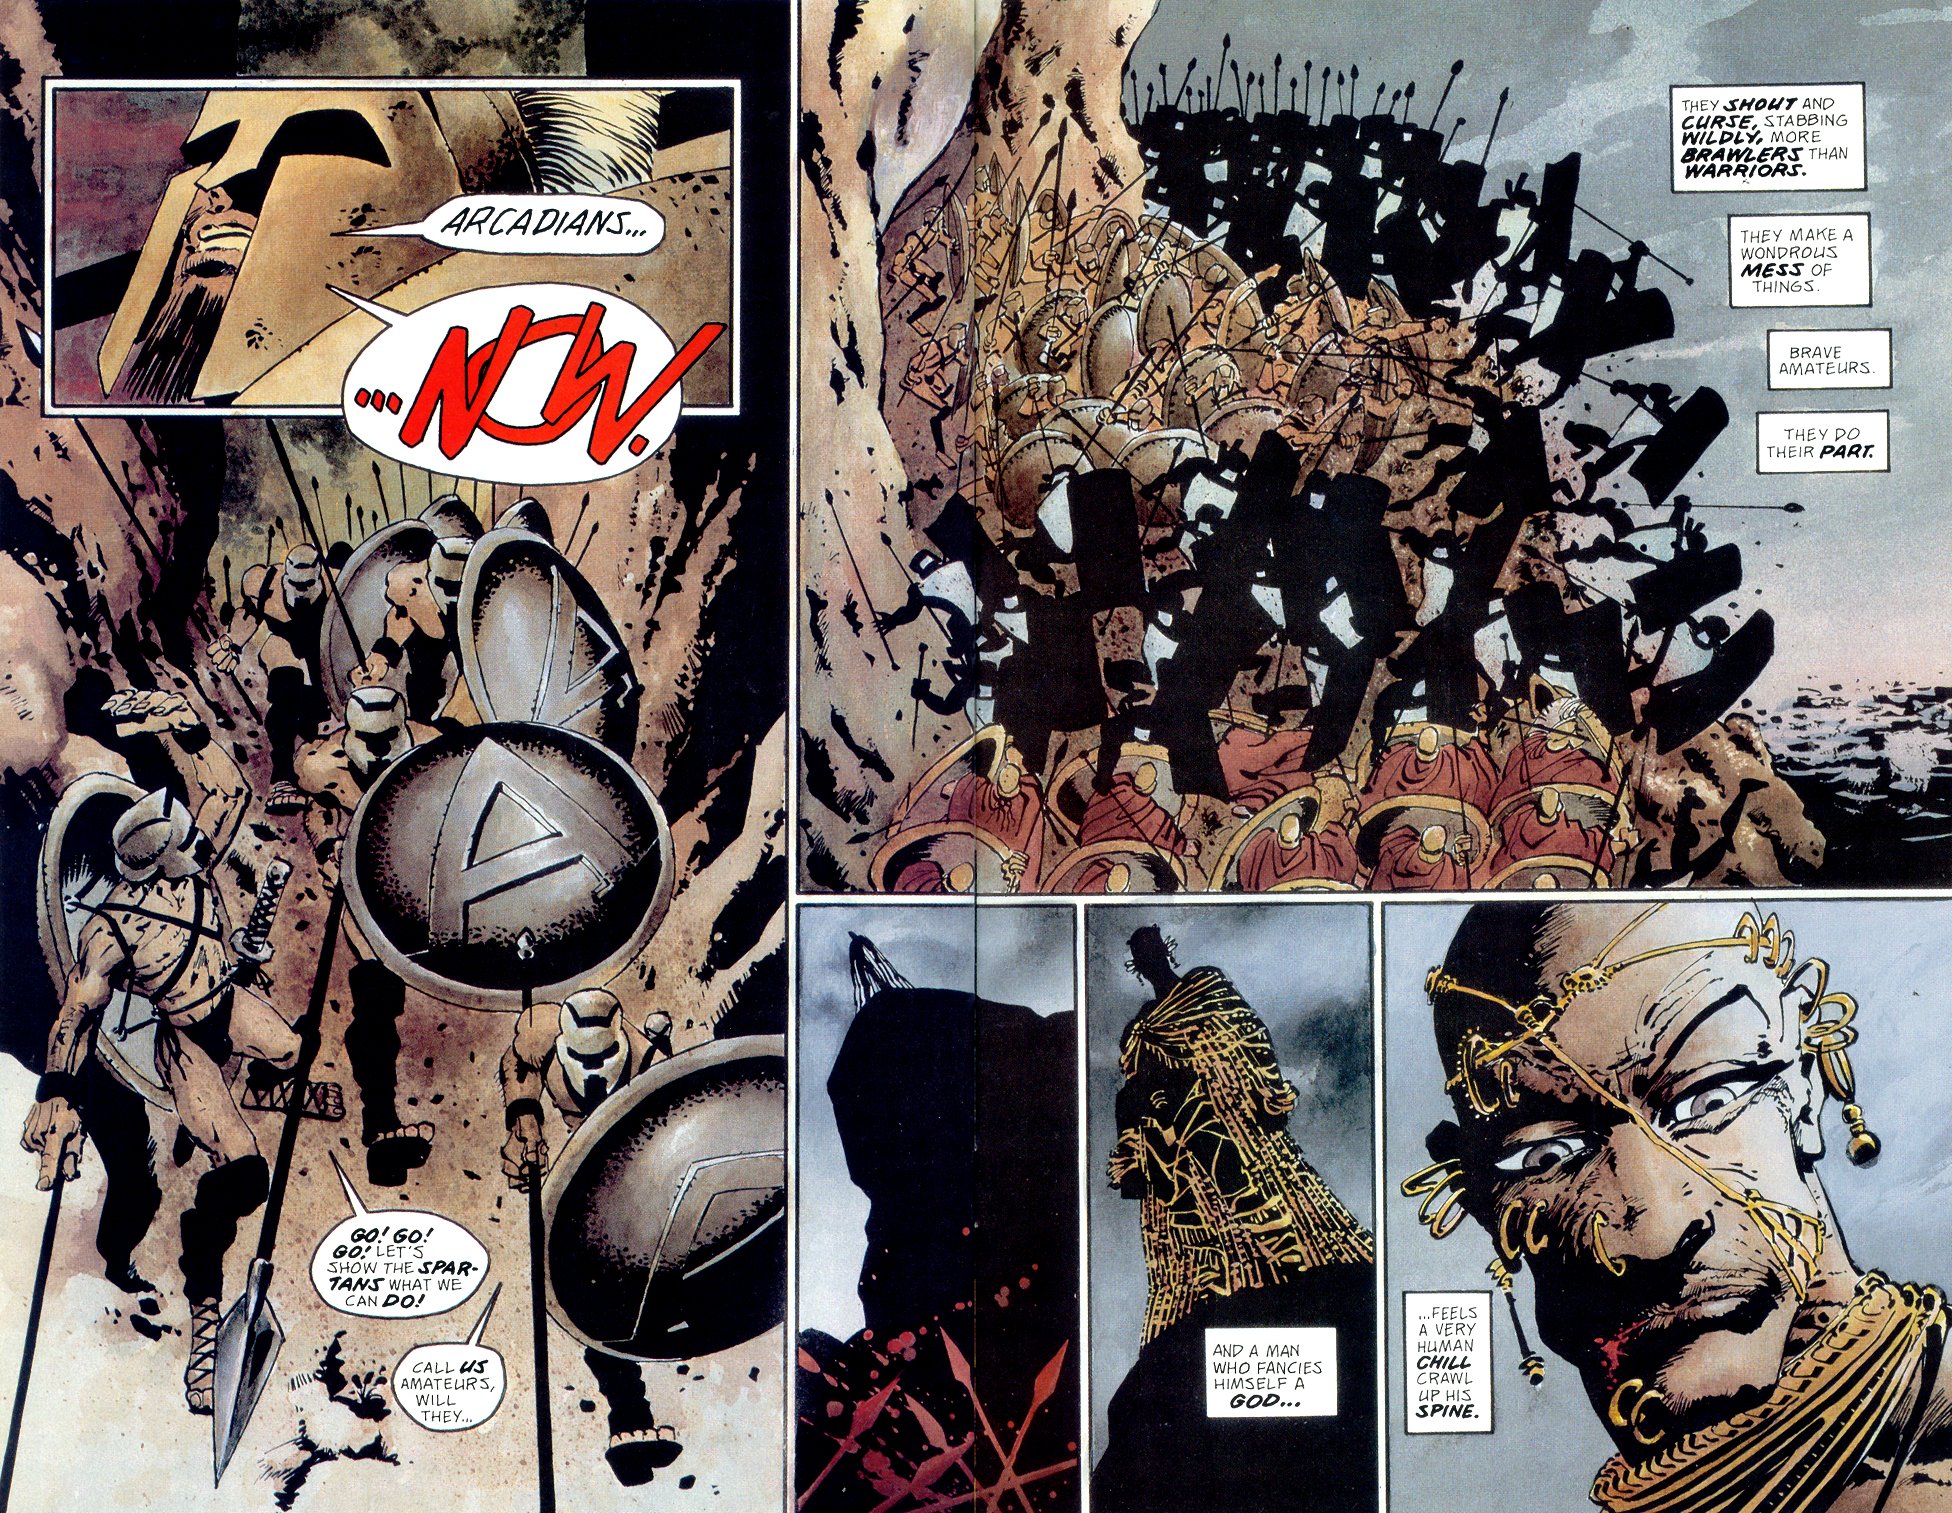 ARCADIANS...
...NOW.
GO! GO!
GO! LET'S
SHOW THE SPAR-
TANS WHAT WE
CAN DO!
CALL US
AMATEURS,
WILL
THEY...
THEY SHOUT AND
CURSE, STABBING
WILDLY, MORE
BRAWLERS THAN
WARRIORS.
THEY MAKE A
WONDROUS
MESS OF
THINGS.
BRAVE
AMATEURS.
THEY DO
THEIR PART.
AND A MAN
WHO FANCIES
HIMSELF A
GOD...
...FEELS
A VERY
HUMAN
CHILL
CRAWL
UP HIS
SPINE.